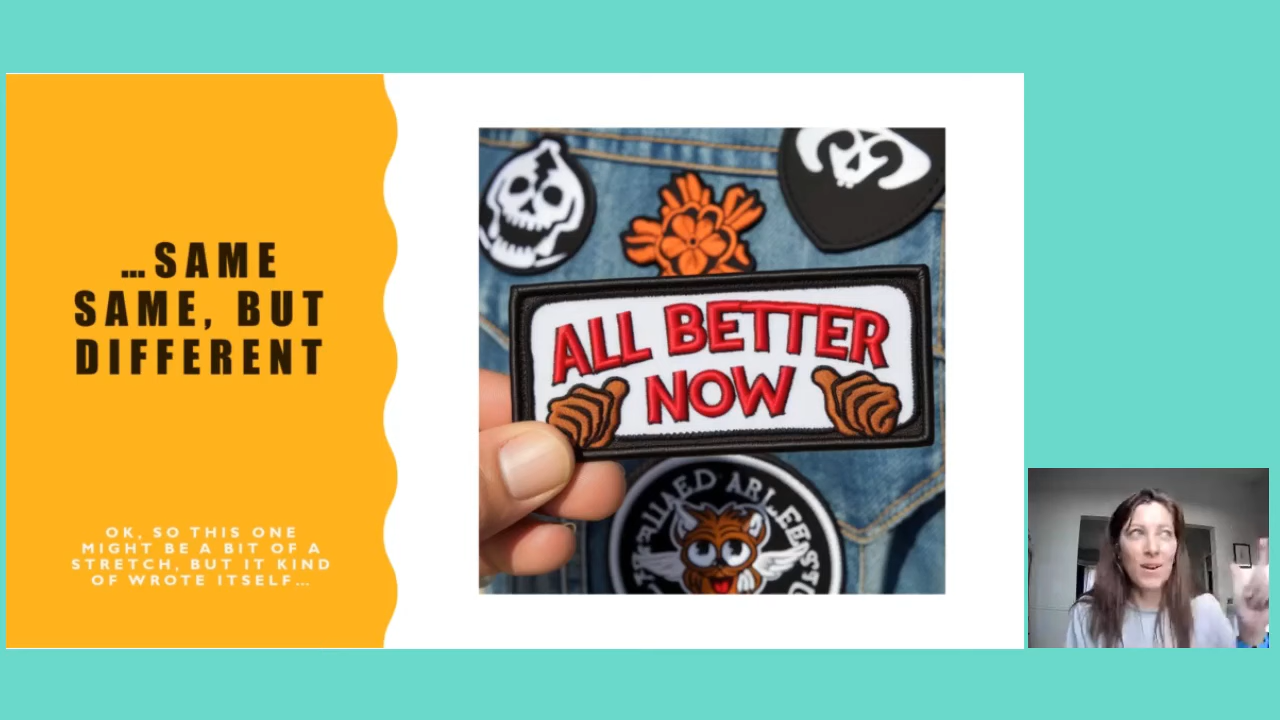 …SAME
SAME, BUT
DIFFERENT
OK, SO THIS ONE
MIGHT BE A BIT OF A
STRETCH, BUT IT KIND
OF WROTE ITSELF…
ALL BETTER
NOW